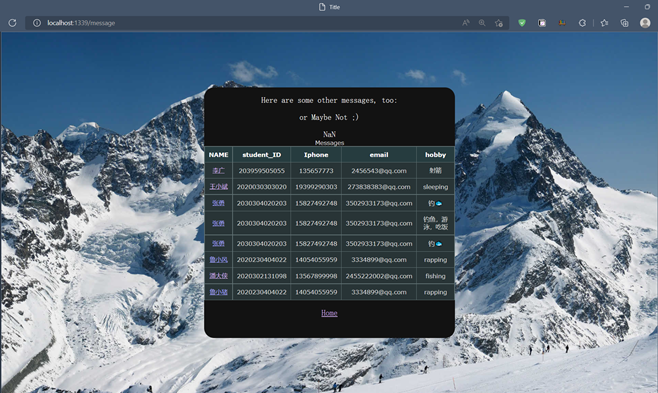 Title
localhost:1339/message
Here are some other messages, too:
or Maybe Not ;)
NaN
Messages
NAME student_ID Iphone email hobby
李广 203959505055 135657773 2456543@qq.com 射箭
王小斌 2020030303020 19399290303 273838383@qq.com sleeping
张勇 2030304020203 15827492748 3502933173@qq.com 钓🐟
张勇 2030304020203 15827492748 3502933173@qq.com 钓鱼，游泳，吃饭
张勇 2030304020203 15827492748 3502933173@qq.com 钓🐟
鲁小风 2020230404022 14054055959 3334899@qq.com rapping
潘大侠 2020302131098 13567899998 2455222002@qq.com fishing
鲁小猪 2020230404022 14054055959 3334899@qq.com rapping
Home